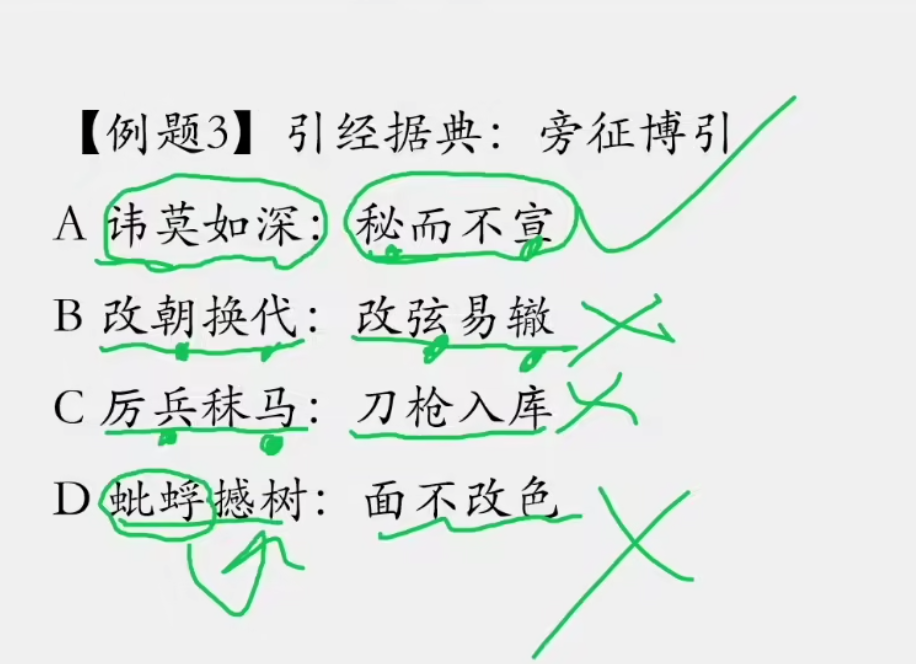 【例题3】引经据典：旁征博引
A 讳莫如深：秘而不宣
B 改朝换代：改弦易辙
C 厉兵秣马：刀枪入库
D 蚍蜉撼树：面不改色